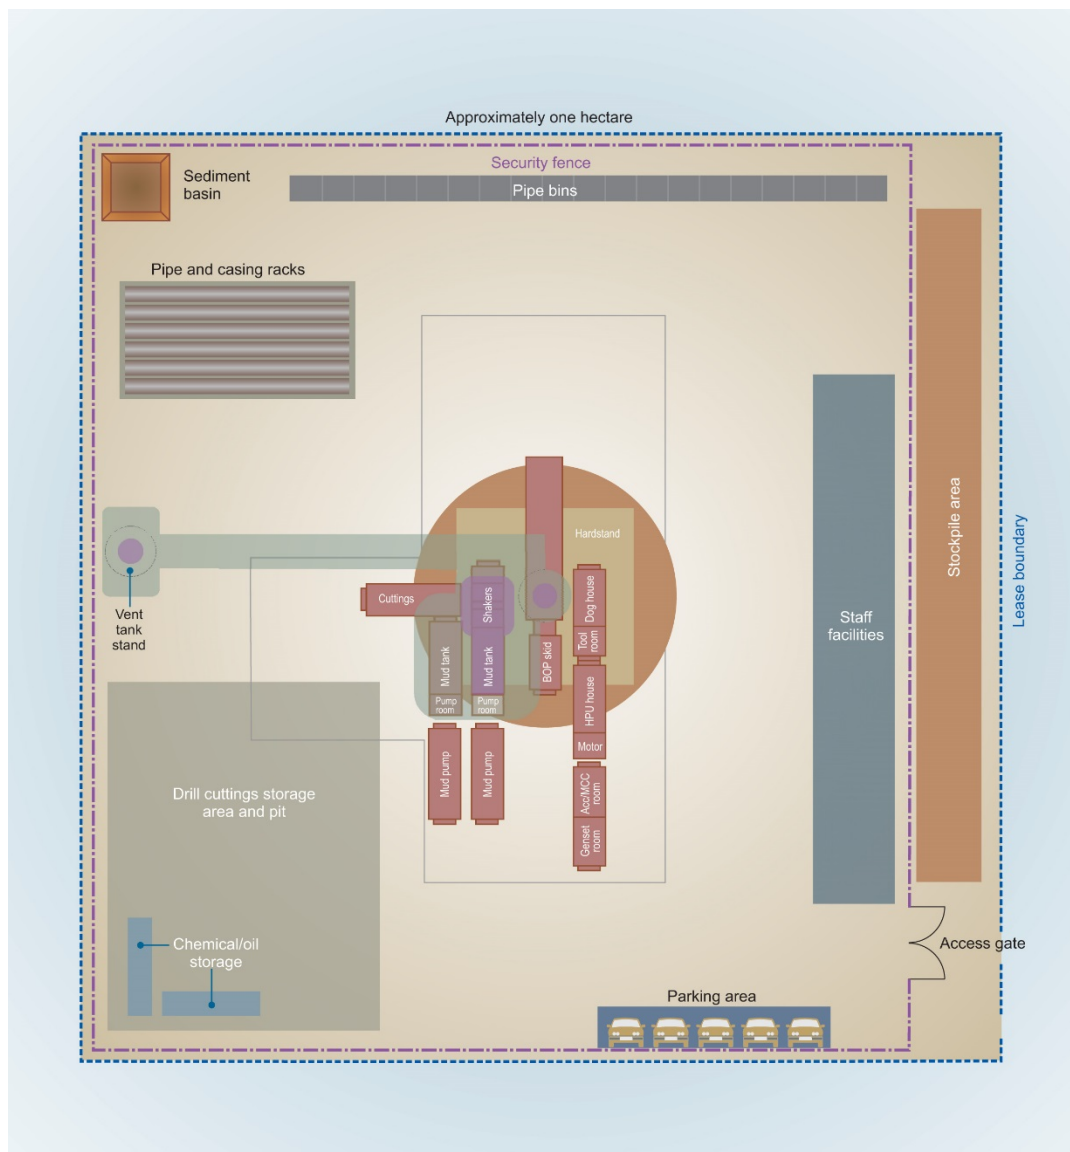 Approximately one hectare
Security fence
Pipe bins
Sediment
basin
Pipe and casing racks
Stockpile area
Lease boundary
Hardstand
Vent
tank
stand
Cuttings
Shakers
Dog house
Tool
room
BOP skid
Mud tank
Mud tank
Pump
room
Pump
room
HPU house
Motor
Mud pump
Mud pump
Acc/MCC
room
Genset
room
Staff
facilities
Drill cuttings storage
area and pit
Chemical/oil
storage
Access gate
Parking area